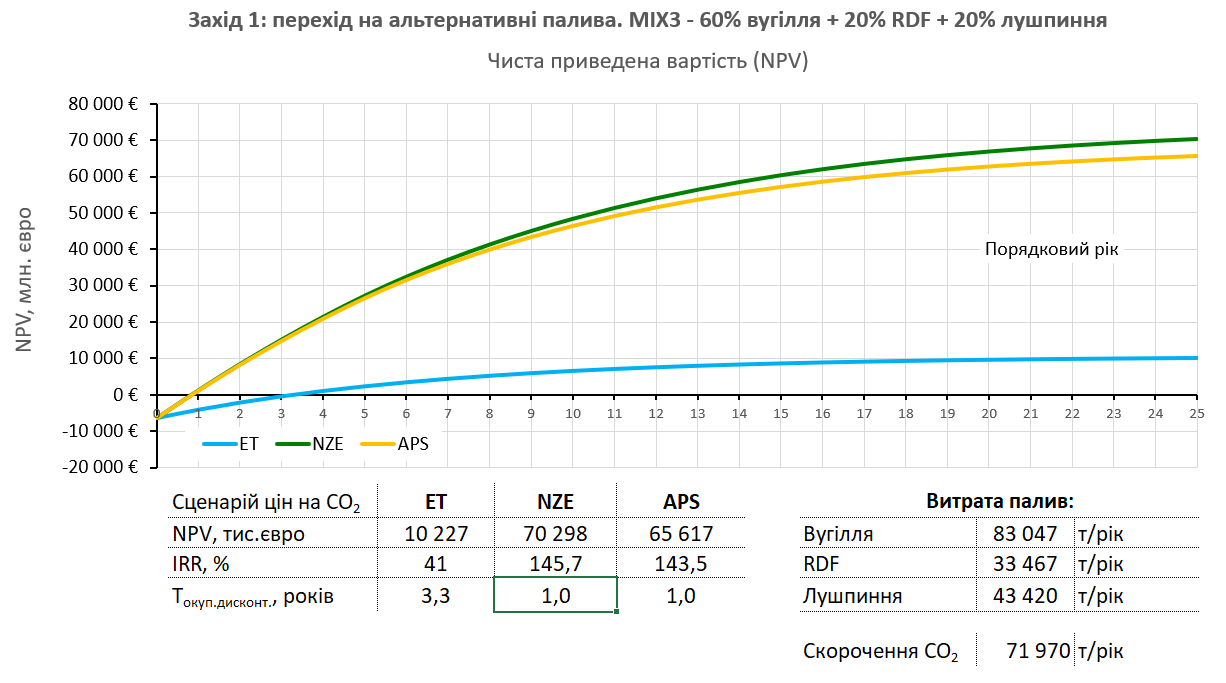 Захід 1: перехід на альтернативні палива. МІХ3 - 60% вугілля + 20% RDF + 20% лушпиння
Чиста приведена вартість (NPV)
NPV, млн. євро
80 000 €
70 000 €
60 000 €
50 000 €
40 000 €
30 000 €
20 000 €
10 000 €
0 €
-10 000 €
-20 000 €
Порядковий рік
0 1 2 3 4 5 6 7 8 9 10 11 12 13 14 15 16 17 18 19 20 21 22 23 24 25
ET NZE APS
Сценарій цін на CO₂ ET NZE APS
NPV, тис.євро 10 227 70 298 65 617
IRR, % 41 145,7 143,5
Tокуп.дисконт., років 3,3 1,0 1,0
Витрата палив:
Вугілля 83 047 т/рік
RDF 33 467 т/рік
Лушпиння 43 420 т/рік
Скорочення CO₂ 71 970 т/рік